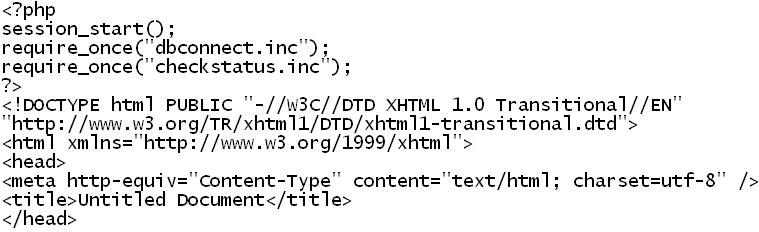 <?php
session_start();
require_once("dbconnect.inc");
require_once("checkstatus.inc");
?>
<!DOCTYPE html PUBLIC "-//W3C//DTD XHTML 1.0 Transitional//EN"
"http://www.w3.org/TR/xhtml1/DTD/xhtml1-transitional.dtd">
<html xmlns="http://www.w3.org/1999/xhtml">
<head>
<meta http-equiv="Content-Type" content="text/html; charset=utf-8" />
<title>Untitled Document</title>
</head>